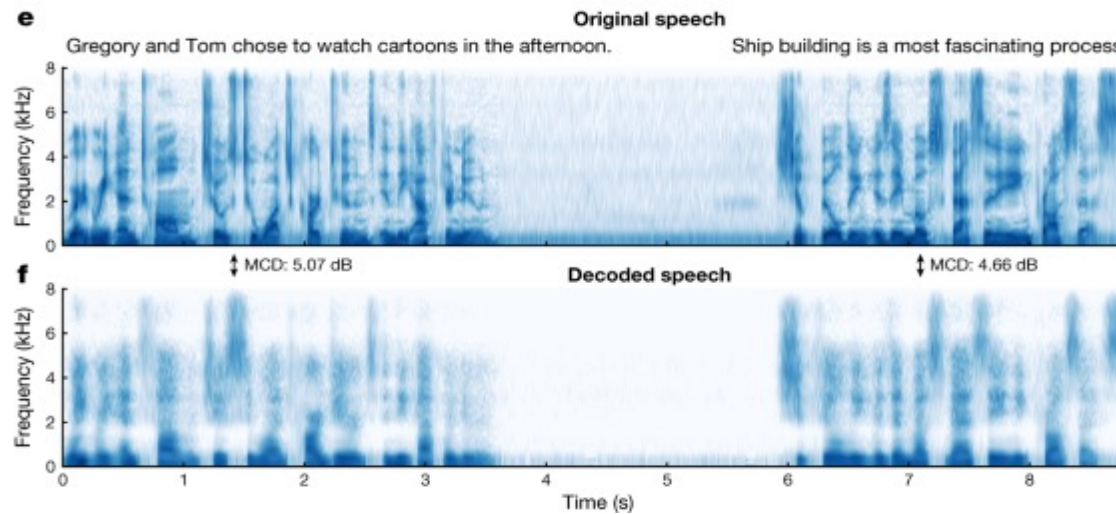 e
Original speech
Gregory and Tom chose to watch cartoons in the afternoon.
Ship building is a most fascinating process
8
6
4
2
0
Frequency (kHz)
MCD: 5.07 dB
MCD: 4.66 dB
f
Decoded speech
8
6
4
2
0
Frequency (kHz)
0 1 2 3 4 5 6 7 8
Time (s)